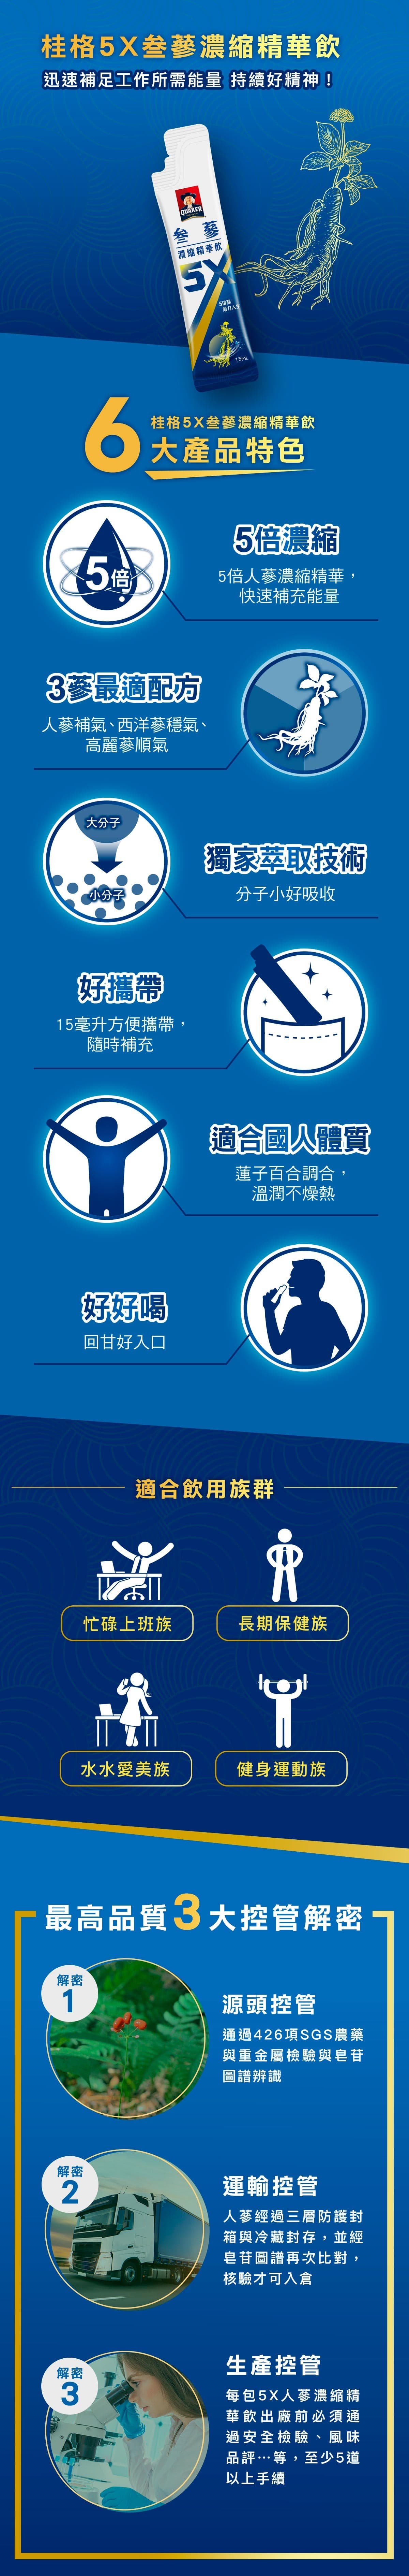 桂格5X叁蔘濃縮精華飲
迅速補足工作所需能量 持續好精神！
QUAKER
叁蔘
濃縮精華飲
5X
15mL
6
桂格5X叁蔘濃縮精華飲
大產品特色
5倍
5倍濃縮
5倍人蔘濃縮精華，
快速補充能量
3蔘最適配方
人蔘補氣、西洋蔘穩氣、
高麗蔘順氣
大分子
小分子
獨家萃取技術
分子小好吸收
好攜帶
15毫升方便攜帶，
隨時補充
適合國人體質
蓮子百合調合，
溫潤不燥熱
好好喝
回甘好入口
適合飲用族群
忙碌上班族
長期保健族
水水愛美族
健身運動族
最高品質3大控管解密
解密
1
源頭控管
通過426項SGS農藥
與重金屬檢驗與皂苷
圖譜辨識
解密
2
運輸控管
人蔘經過三層防護封
箱與冷藏封存，並經
皂苷圖譜再次比對，
核驗才可入倉
解密
3
生產控管
每包5X人蔘濃縮精
華飲出廠前必須通
過安全檢驗、風味
品評…等，至少5道
以上手續